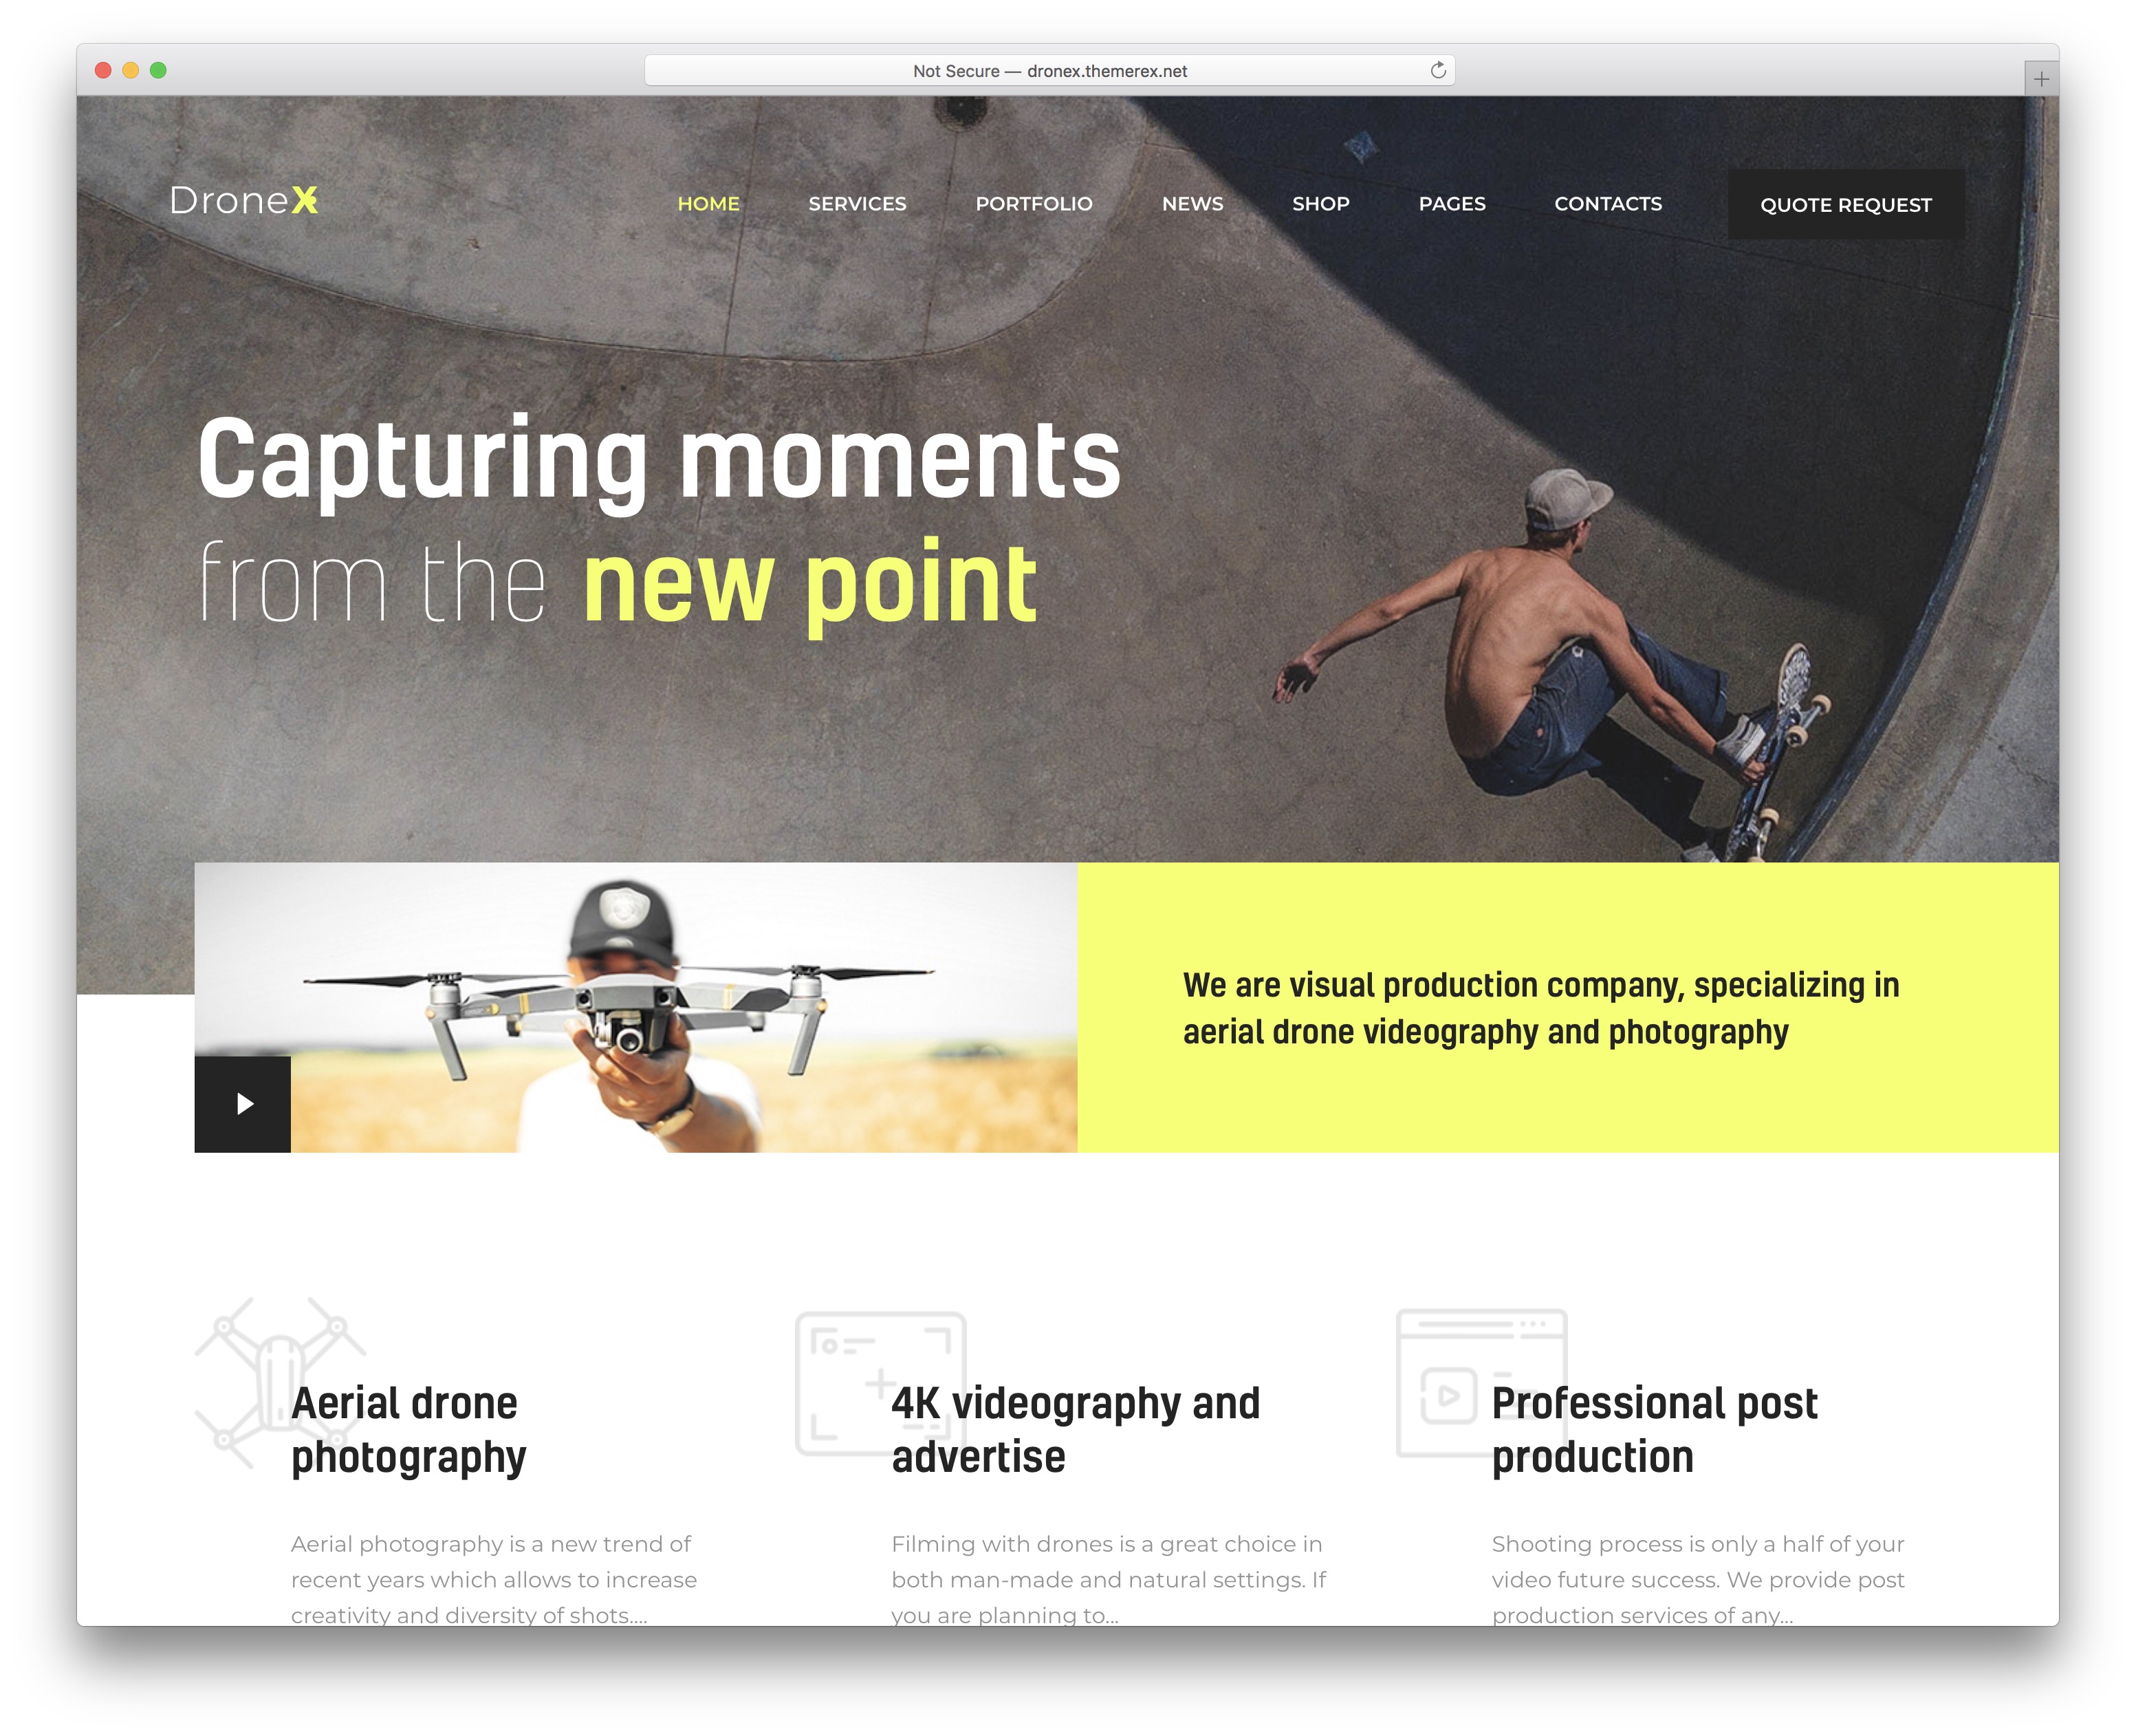 Not Secure — dronex.themerex.net
DroneX
HOME SERVICES PORTFOLIO NEWS SHOP PAGES CONTACTS QUOTE REQUEST
Capturing moments
from the new point
We are visual production company, specializing in
aerial drone videography and photography
Aerial drone
photography
Aerial photography is a new trend of
recent years which allows to increase
creativity and diversity of shots....
4K videography and
advertise
Filming with drones is a great choice in
both man-made and natural settings. If
you are planning to...
Professional post
production
Shooting process is only a half of your
video future success. We provide post
production services of any...